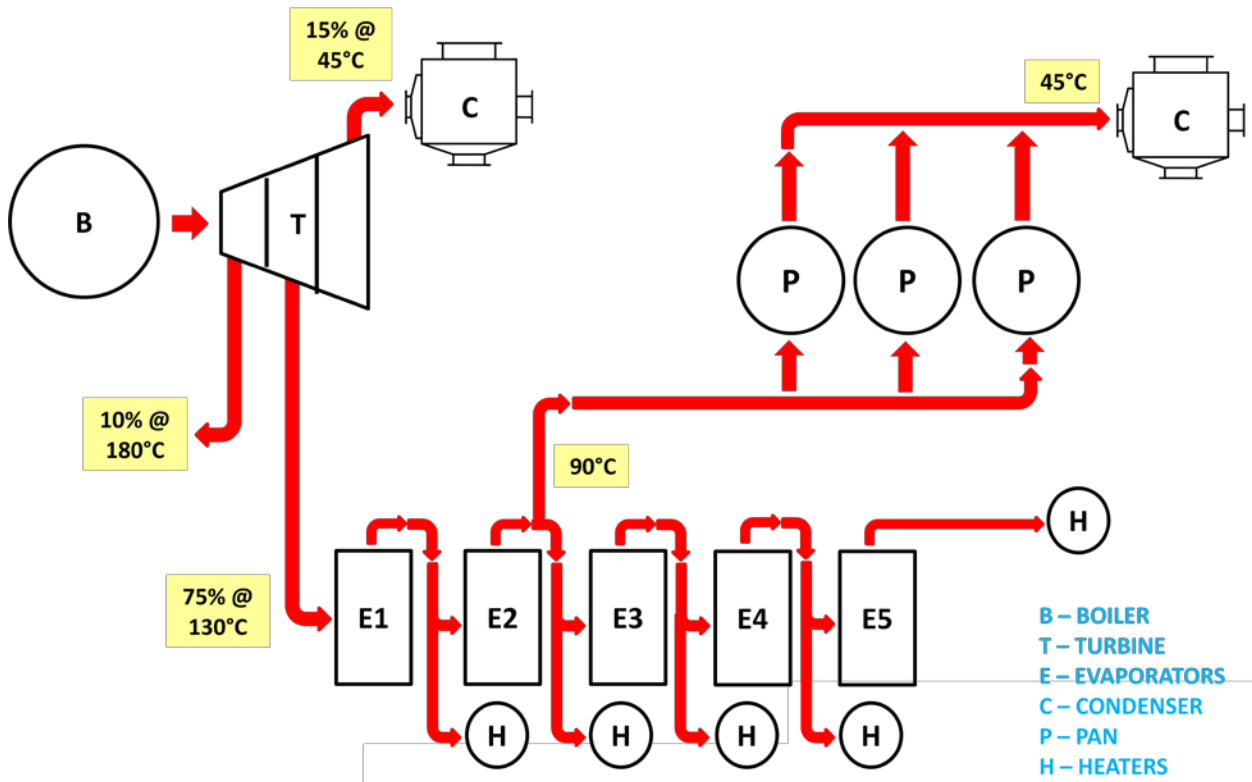 15% @
45°C
C
45°C
C
B
T
P
P
P
10% @
180°C
90°C
H
75% @
130°C
E1
E2
E3
E4
E5
H
H
H
H
B – BOILER
T – TURBINE
E – EVAPORATORS
C – CONDENSER
P – PAN
H – HEATERS